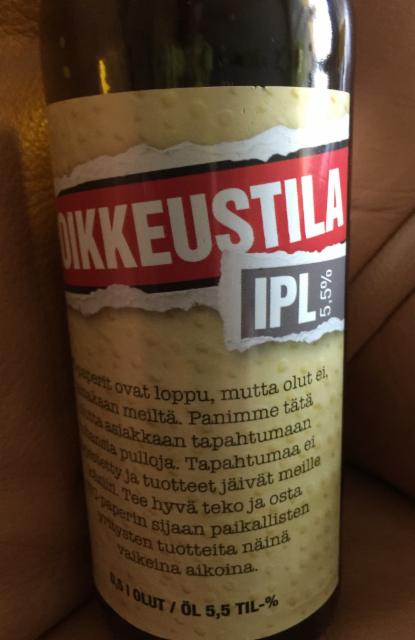 OIKKEUSTILA
IPL 5,5%
paperit ovat loppu, mutta olut ei,
meiltä. Panimme tätä
asiakkaan tapahtumaan
pulloja. Tapahtumaa ei
ja tuotteet jäivät meille
käsiin. Tee hyvä teko ja osta
paperin sijaan paikallisten
yritysten tuotteita näinä
vaikeina aikoina.
0,5 l OLUT / ÖL 5,5 TIL-%